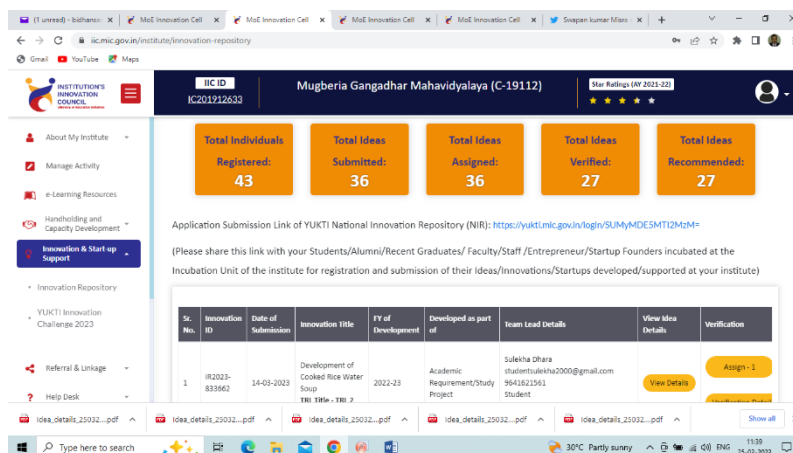 (1 unread) - bidhansa
MoE Innovation Cell
MoE Innovation Cell
MoE Innovation Cell
MoE Innovation Cell
Swapan kumar Misra
iic.mic.gov.in/institute/innovation-repository
Gmail
YouTube
Maps
INSTITUTION'S
INNOVATION
COUNCIL
IIC ID
IC201912633
Mugberia Gangadhar Mahavidyalaya (C-19112)
Star Ratings (AY 2021-22)
About My Institute
Manage Activity
e-Learning Resources
Handholding and
Capacity Development
Innovation & Start-up
Support
Innovation Repository
YUKTI Innovation
Challenge 2023
Referral & Linkage
Help Desk
Total Individuals
Registered:
43
Total Ideas
Submitted:
36
Total Ideas
Assigned:
36
Total Ideas
Verified:
27
Total Ideas
Recommended:
27
Application Submission Link of YUKTI National Innovation Repository (NIR): https://yukti.mic.gov.in/login/SUMyMDE5MTI2MzM=
(Please share this link with your Students/Alumni/Recent Graduates/ Faculty/Staff /Entrepreneur/Startup Founders incubated at the
Incubation Unit of the institute for registration and submission of their Ideas/Innovations/Startups developed/supported at your institute)
Sr. No.
Innovation ID
Date of Submission
Innovation Title
FY of Development
Developed as part of
Team Lead Details
View Idea Details
Verification
1
IR2023-833662
14-03-2023
Development of
Cooked Rice Water
Soup
TRL Title - TRL 2
2022-23
Academic
Requirement/Study
Project
Sulekha Dhara
studentsulekha2000@gmail.com
9641621561
Student
View Details
Assign - 1
Idea_details_25032....pdf
Idea_details_25032....pdf
Idea_details_25032....pdf
Idea_details_25032....pdf
Idea_details_25032....pdf
Show all
Type here to search
30°C Partly sunny
ENG
11:39